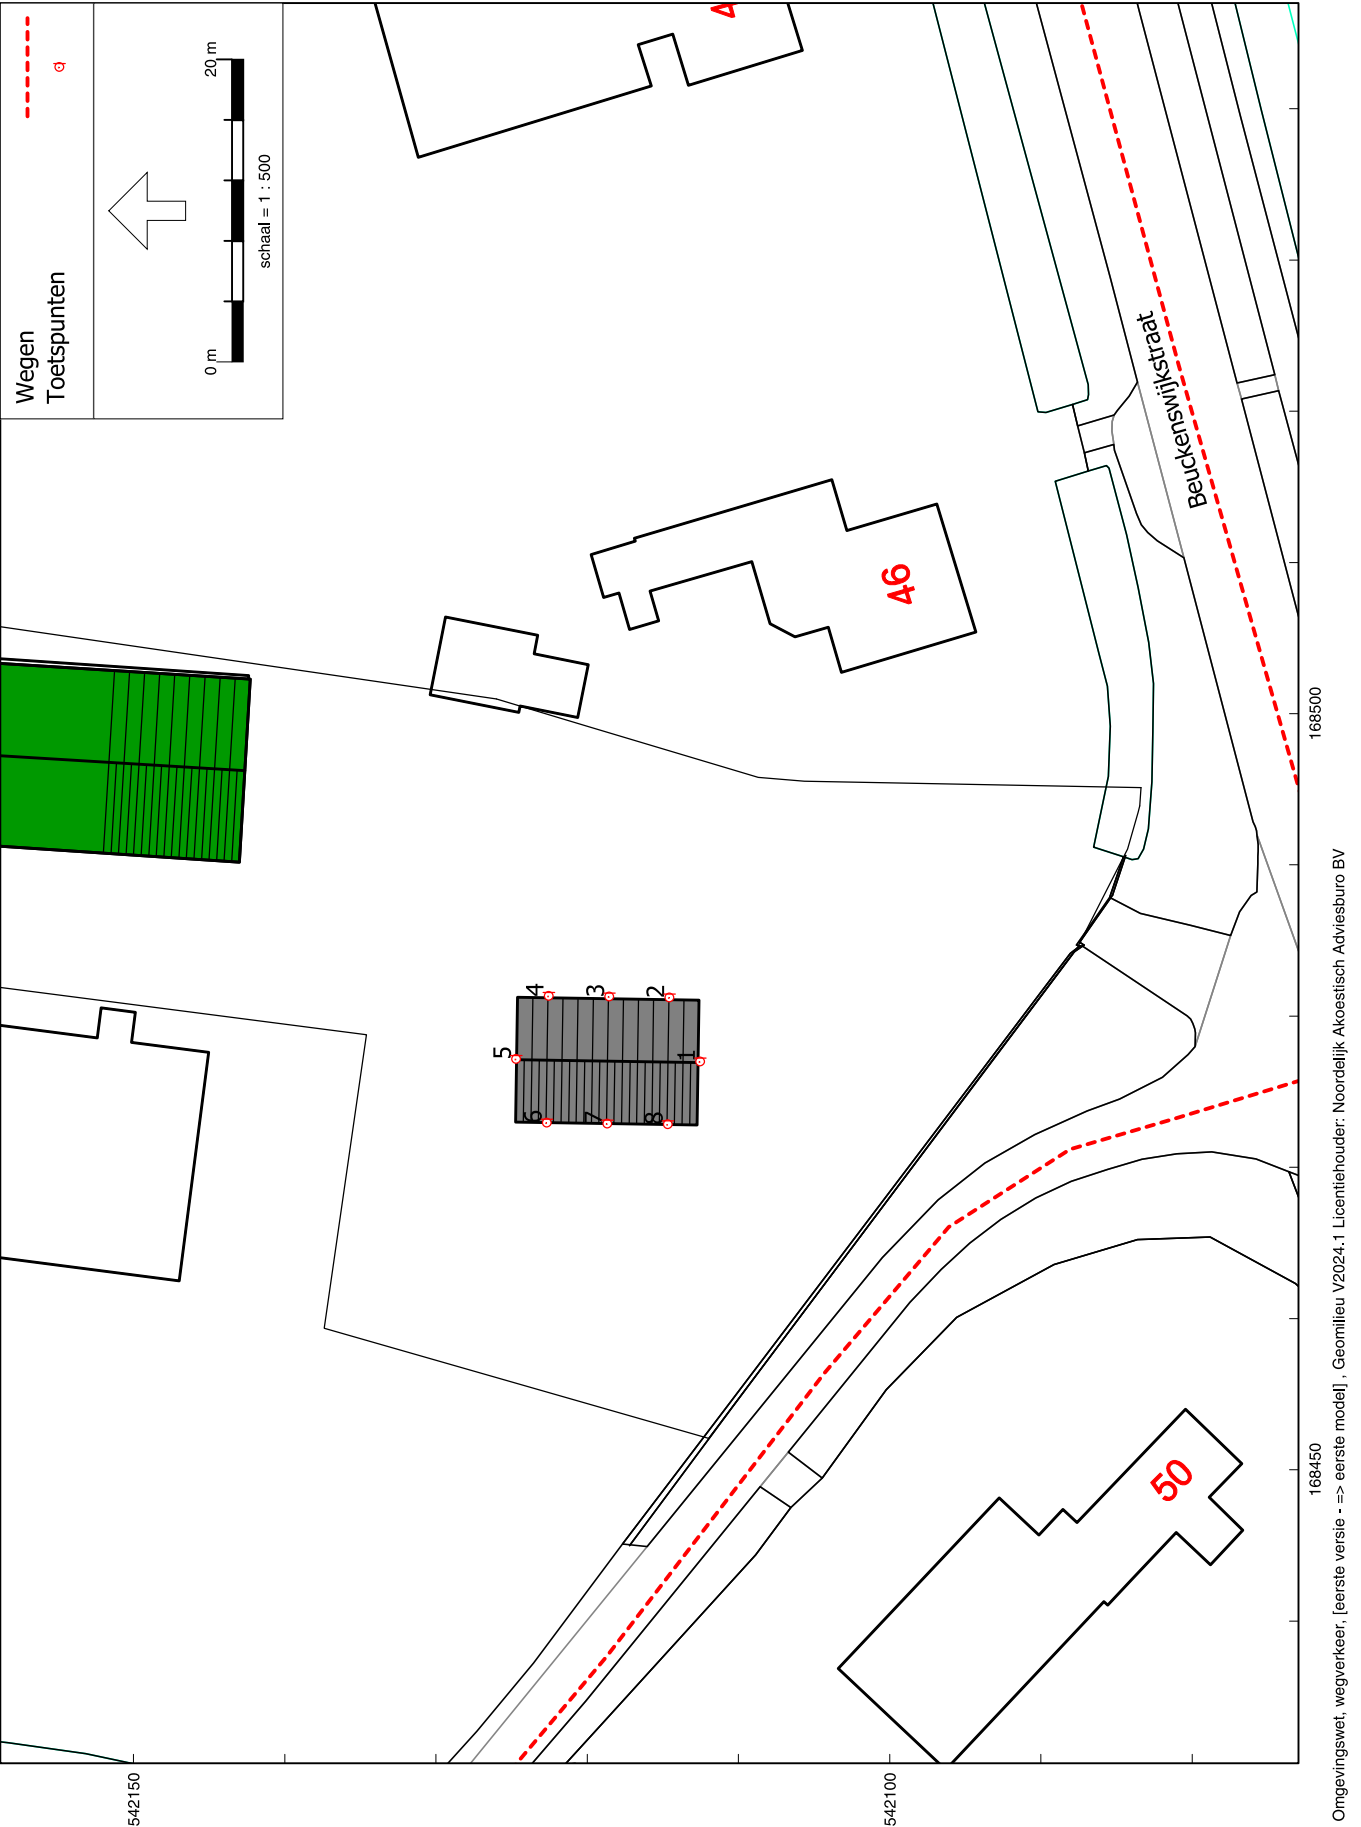 Wegen
Toetspunten
0 m
20 m
schaal = 1 : 500
4
46
Beuckenswijkstraat
5
4
3
2
1
6
7
8
50
542150
542100
168450
168500
Omgevingswet, wegverkeer, [eerste versie - => eerste model] , Geomilieu V2024.1 Licentiehouder: Noordelijk Akoestisch Adviesburo BV